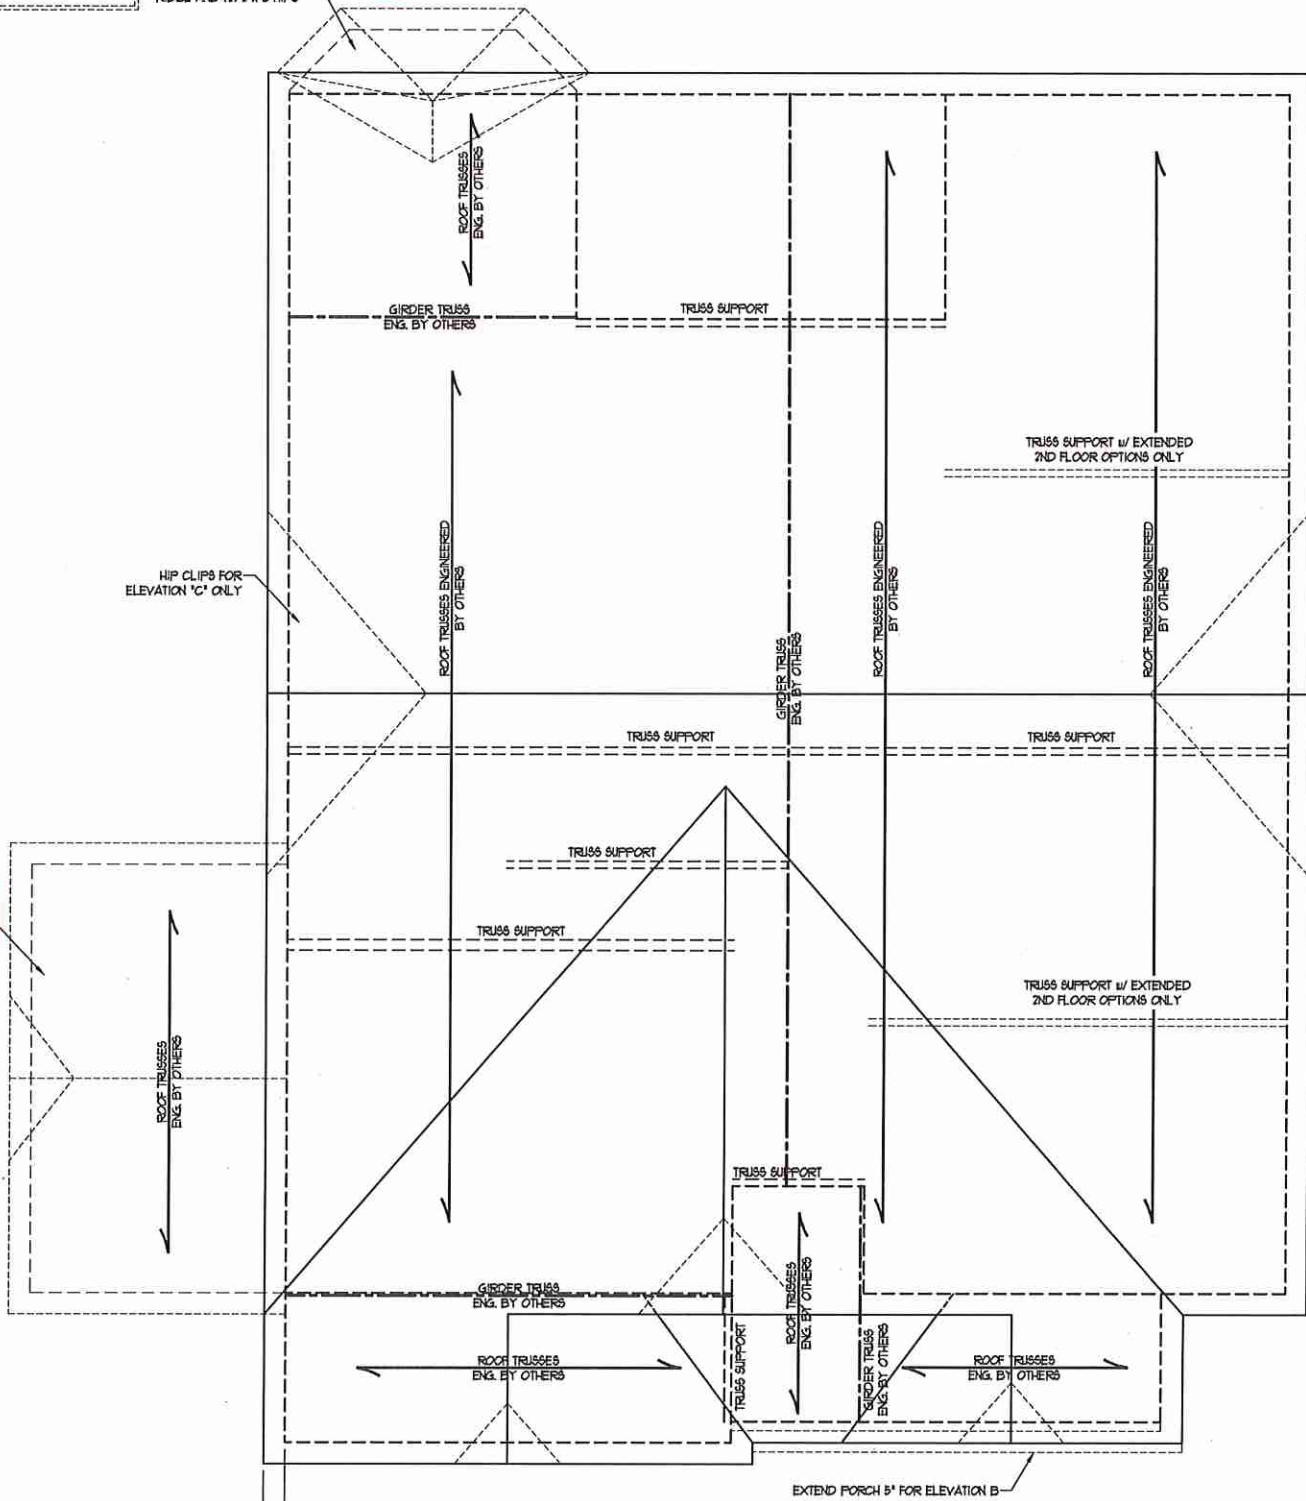 ROOF TRUSSES
ENG. BY OTHERS
GIRDER TRUSS
ENG. BY OTHERS
TRUSS SUPPORT
TRUSS SUPPORT W/ EXTENDED
2ND FLOOR OPTIONS ONLY
HIP CLIPS FOR
ELEVATION "C" ONLY
ROOF TRUSSES ENGINEERED
BY OTHERS
GIRDER TRUSS
ENG. BY OTHERS
ROOF TRUSSES ENGINEERED
BY OTHERS
ROOF TRUSSES ENGINEERED
BY OTHERS
TRUSS SUPPORT
TRUSS SUPPORT
TRUSS SUPPORT
TRUSS SUPPORT
TRUSS SUPPORT W/ EXTENDED
2ND FLOOR OPTIONS ONLY
ROOF TRUSSES
ENG. BY OTHERS
TRUSS SUPPORT
GIRDER TRUSS
ENG. BY OTHERS
ROOF TRUSSES
ENG. BY OTHERS
ROOF TRUSSES
ENG. BY OTHERS
TRUSS SUPPORT
GIRDER TRUSS
ENG. BY OTHERS
ROOF TRUSSES
ENG. BY OTHERS
EXTEND PORCH 5" FOR ELEVATION B